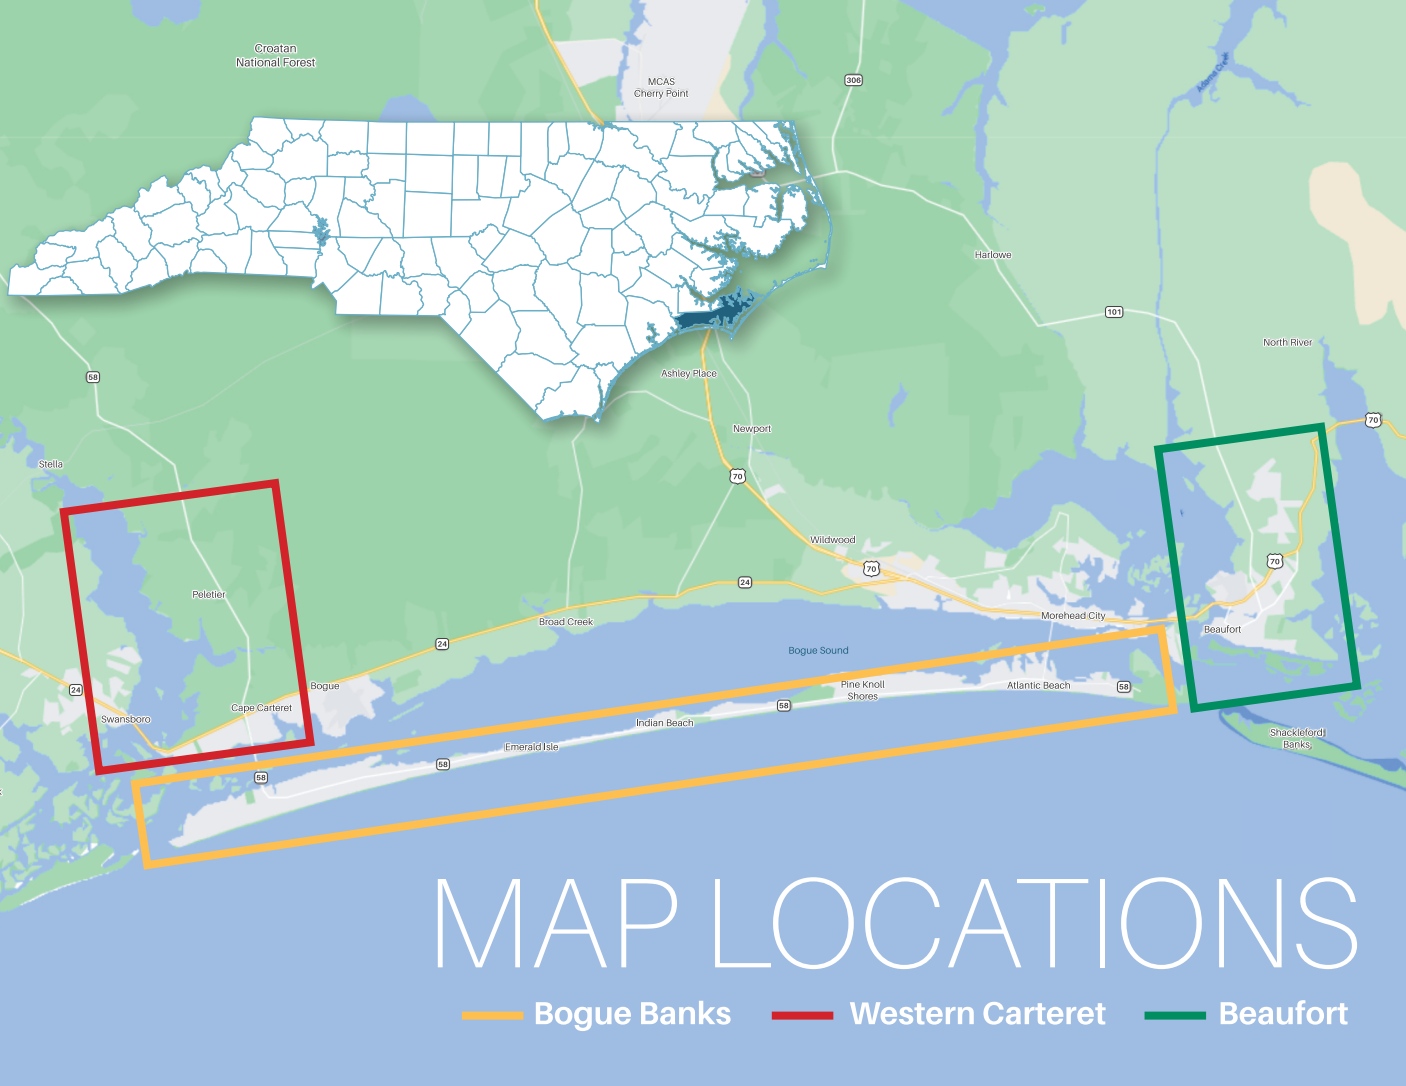 Croatan
National Forest
MCAS
Cherry Point
306
Adams Creek
Harlowe
101
North River
58
Ashley Place
70
Newport
Stella
70
Wildwood
70
70
24
Peletier
Broad Creek
Morehead City
Beaufort
24
Bogue Sound
Bogue
24
Pine Knoll
Shores
Atlantic Beach
58
Cape Carteret
58
Swansboro
Indian Beach
Shackleford
Banks
Emerald Isle
58
58
MAP LOCATIONS
Bogue Banks
Western Carteret
Beaufort